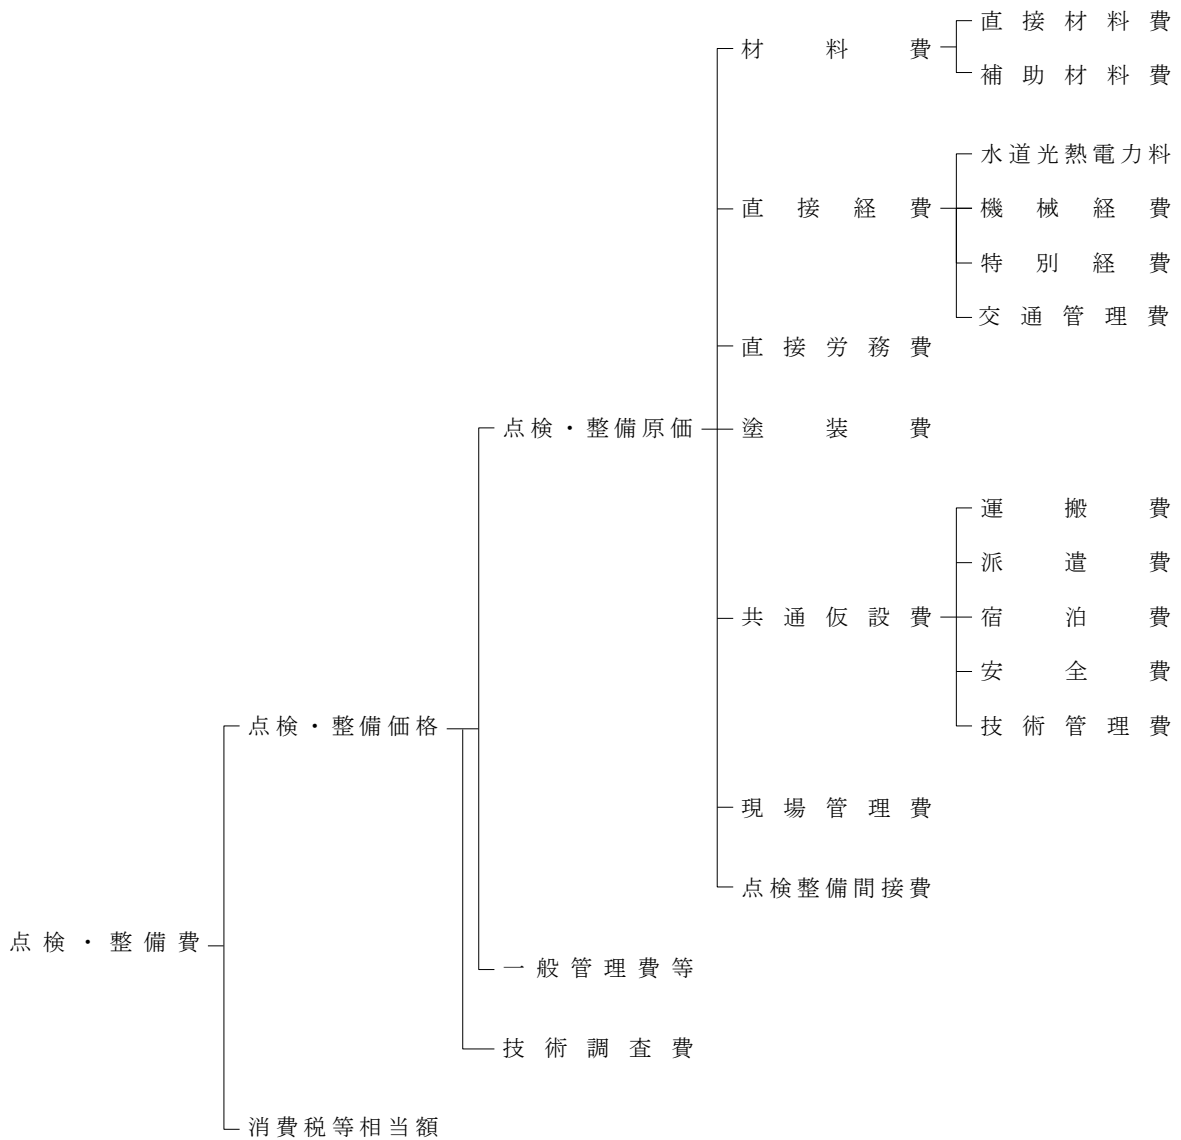 直接材料費
材料費
補助材料費
水道光熱電力料
直接経費
機械経費
特別経費
交通管理費
直接労務費
点検・整備原価
塗装費
運搬費
派遣費
共通仮設費
宿泊費
安全費
点検・整備価格
技術管理費
現場管理費
点検整備間接費
点検・整備費
一般管理費等
技術調査費
消費税等相当額